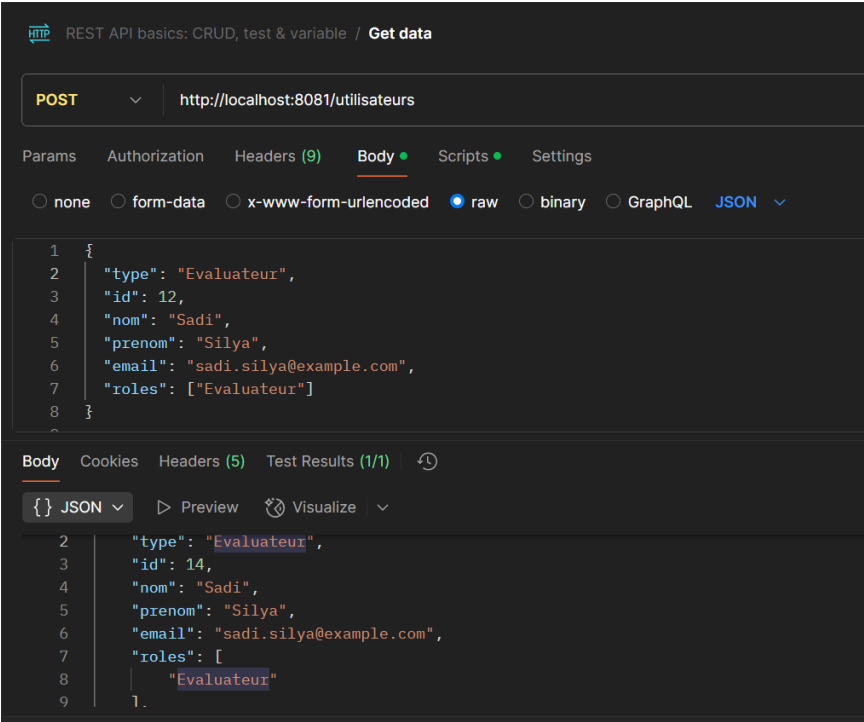 HTTP REST API basics: CRUD, test & variable / Get data
POST http://localhost:8081/utilisateurs
Params Authorization Headers (9) Body Scripts Settings
none form-data x-www-form-urlencoded raw binary GraphQL JSON
1 {
2 "type": "Evaluateur",
3 "id": 12,
4 "nom": "Sadi",
5 "prenom": "Silya",
6 "email": "sadi.silya@example.com",
7 "roles": ["Evaluateur"]
8 }
Body Cookies Headers (5) Test Results (1/1)
{} JSON Preview Visualize
2 "type": "Evaluateur",
3 "id": 14,
4 "nom": "Sadi",
5 "prenom": "Silya",
6 "email": "sadi.silya@example.com",
7 "roles": [
8 "Evaluateur"
9 ],